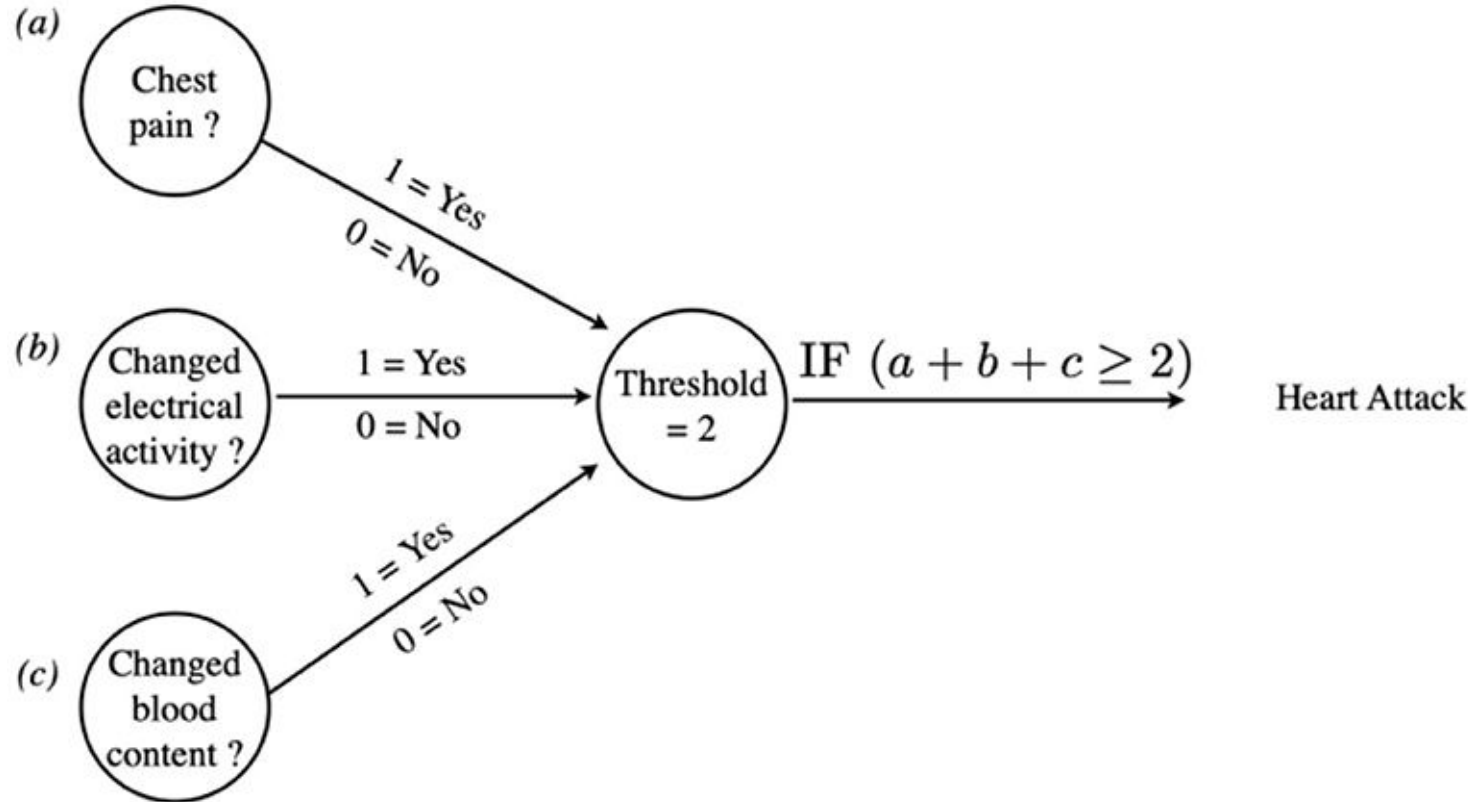 (a)
Chest
pain ?
1 = Yes
0 = No
(b)
Changed
electrical
activity ?
1 = Yes
0 = No
Threshold
= 2
IF (a + b + c ≥ 2)
Heart Attack
(c)
Changed
blood
content ?
1 = Yes
0 = No